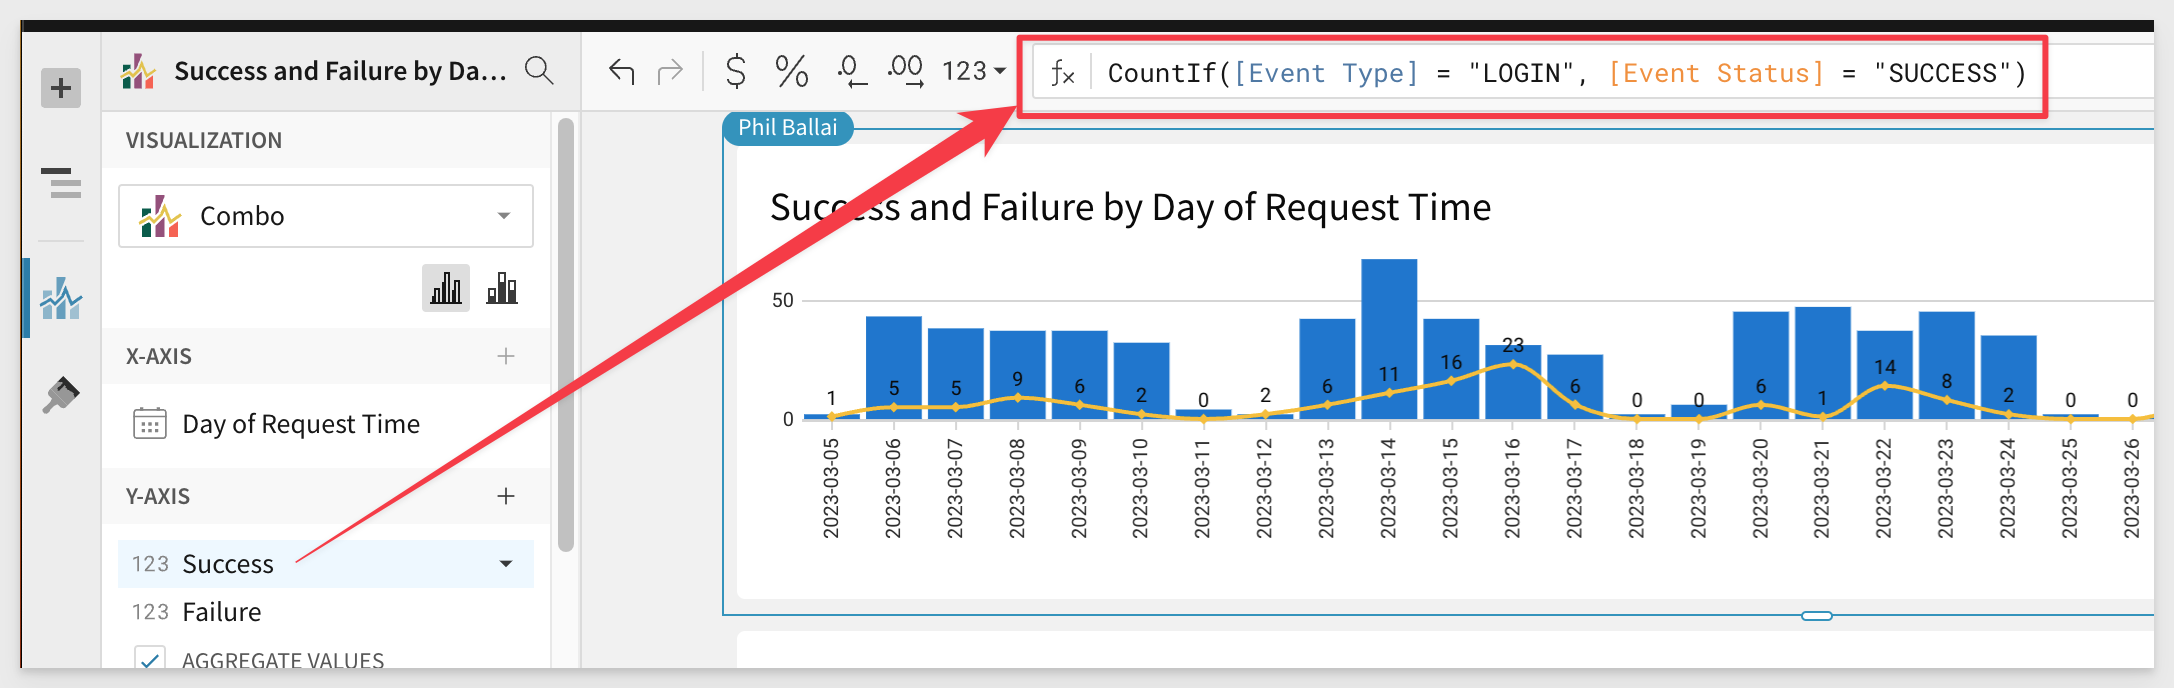 Success and Failure by Da...
$ % .0 .00 123
fx CountIf([Event Type] = "LOGIN", [Event Status] = "SUCCESS")
Phil Ballai
VISUALIZATION
Combo
X-AXIS
Day of Request Time
Y-AXIS
123 Success
123 Failure
AGGREGATE VALUES
Success and Failure by Day of Request Time
50
0
1 5 5 9 6 2 0 2 6 11 16 23 6 0 0 6 1 14 8 2 0 0
2023-03-05
2023-03-06
2023-03-07
2023-03-08
2023-03-09
2023-03-10
2023-03-11
2023-03-12
2023-03-13
2023-03-14
2023-03-15
2023-03-16
2023-03-17
2023-03-18
2023-03-19
2023-03-20
2023-03-21
2023-03-22
2023-03-23
2023-03-24
2023-03-25
2023-03-26